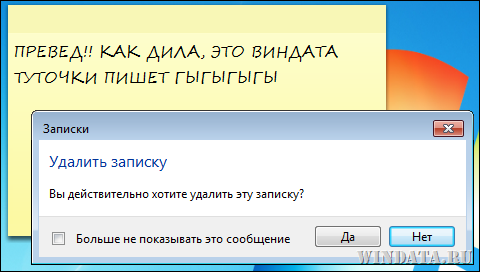 ПРЕВЕД!! КАК ДИЛА, ЭТО ВИНДАТА
ТУТОЧКИ ПИШЕТ ГЫГЫГЫГЫ
Записки
Удалить записку
Вы действительно хотите удалить эту записку?
Больше не показывать это сообщение
Да
Нет
WINDATA.RU